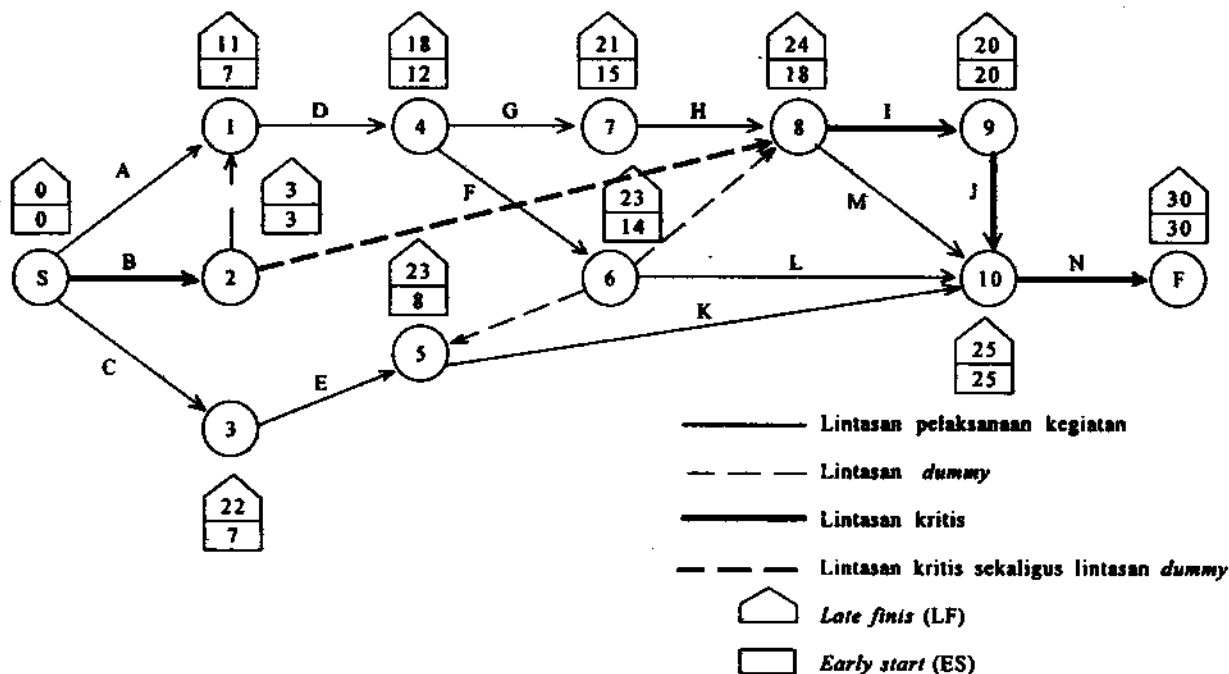 11 18 21 24 20
7 12 15 18 20
D G H I
1 4 7 8 9
0 A 3 F 23 M J 30
0 3 14 30
B L N
S 2 6 10 F
23 K
8
C 5 25
E 25
3
22
7
Lintasan pelaksanaan kegiatan
Lintasan dummy
Lintasan kritis
Lintasan kritis sekaligus lintasan dummy
Late finis (LF)
Early start (ES)